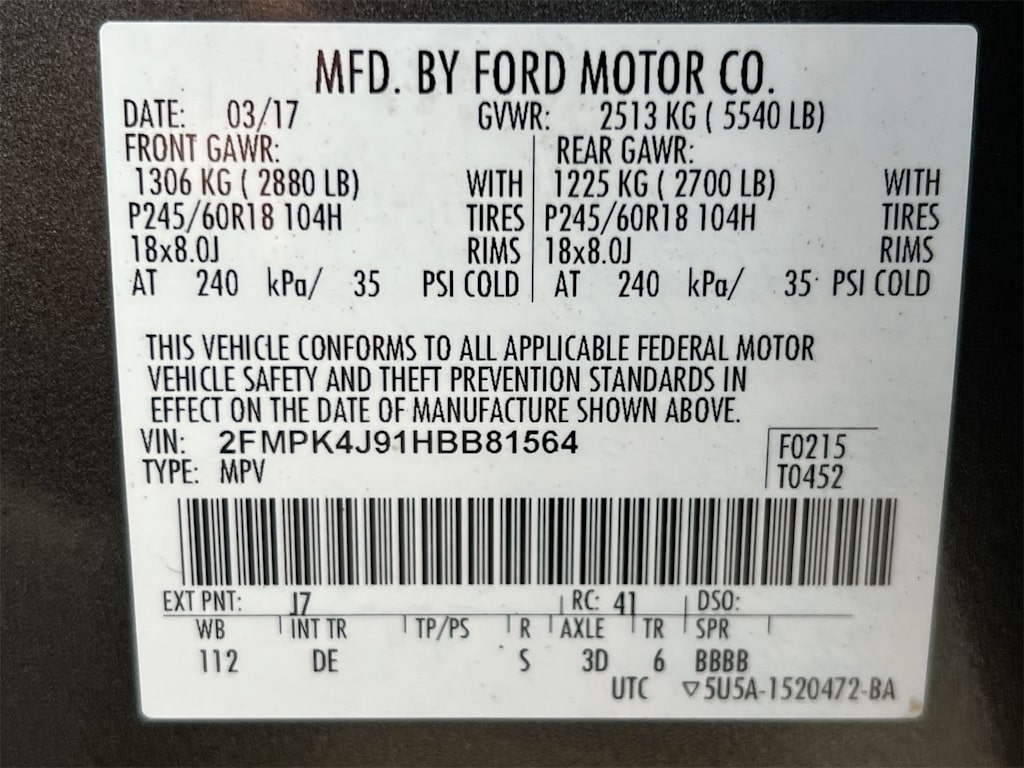 MFD. BY FORD MOTOR CO.
DATE: 03/17 GVWR: 2513 KG ( 5540 LB)
FRONT GAWR: REAR GAWR:
1306 KG ( 2880 LB) WITH 1225 KG ( 2700 LB) WITH
P245/60R18 104H TIRES P245/60R18 104H TIRES
18x8.0J RIMS 18x8.0J RIMS
AT 240 kPa/ 35 PSI COLD AT 240 kPa/ 35 PSI COLD
THIS VEHICLE CONFORMS TO ALL APPLICABLE FEDERAL MOTOR
VEHICLE SAFETY AND THEFT PREVENTION STANDARDS IN
EFFECT ON THE DATE OF MANUFACTURE SHOWN ABOVE.
VIN: 2FMPK4J91HBB81564 F0215
TYPE: MPV T0452
EXT PNT: J7 RC: 41 DSO:
WB INT TR TP/PS R AXLE TR SPR
112 DE S 3D 6 BBBB
UTC ▽5U5A-1520472-BA